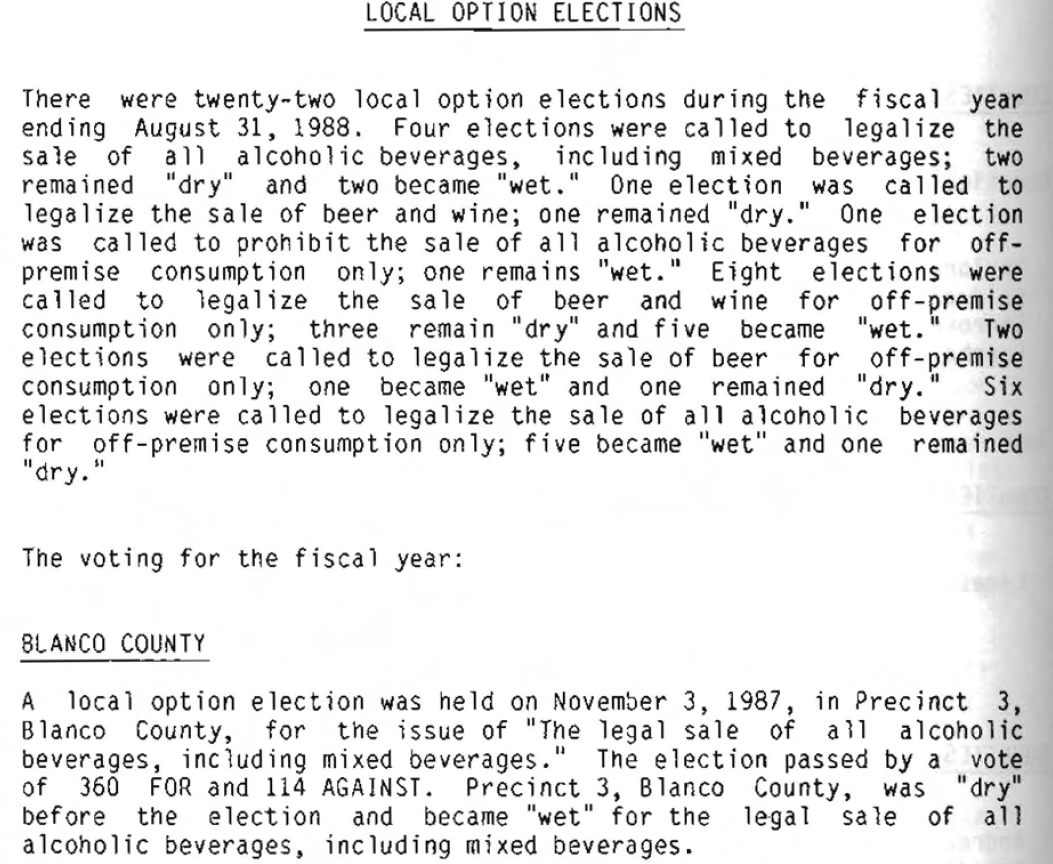 LOCAL OPTION ELECTIONS
There were twenty-two local option elections during the fiscal year
ending August 31, 1988. Four elections were called to legalize the
sale of all alcoholic beverages, including mixed beverages; two
remained "dry" and two became "wet." One election was called to
legalize the sale of beer and wine; one remained "dry." One election
was called to prohibit the sale of all alcoholic beverages for off-
premise consumption only; one remains "wet." Eight elections were
called to legalize the sale of beer and wine for off-premise
consumption only; three remain "dry" and five became "wet." Two
elections were called to legalize the sale of beer for off-premise
consumption only; one became "wet" and one remained "dry." Six
elections were called to legalize the sale of all alcoholic beverages
for off-premise consumption only; five became "wet" and one remained
"dry."
The voting for the fiscal year:
BLANCO COUNTY
A local option election was held on November 3, 1987, in Precinct 3,
Blanco County, for the issue of "The legal sale of all alcoholic
beverages, including mixed beverages." The election passed by a vote
of 360 FOR and 114 AGAINST. Precinct 3, Blanco County, was "dry"
before the election and became "wet" for the legal sale of all
alcoholic beverages, including mixed beverages.